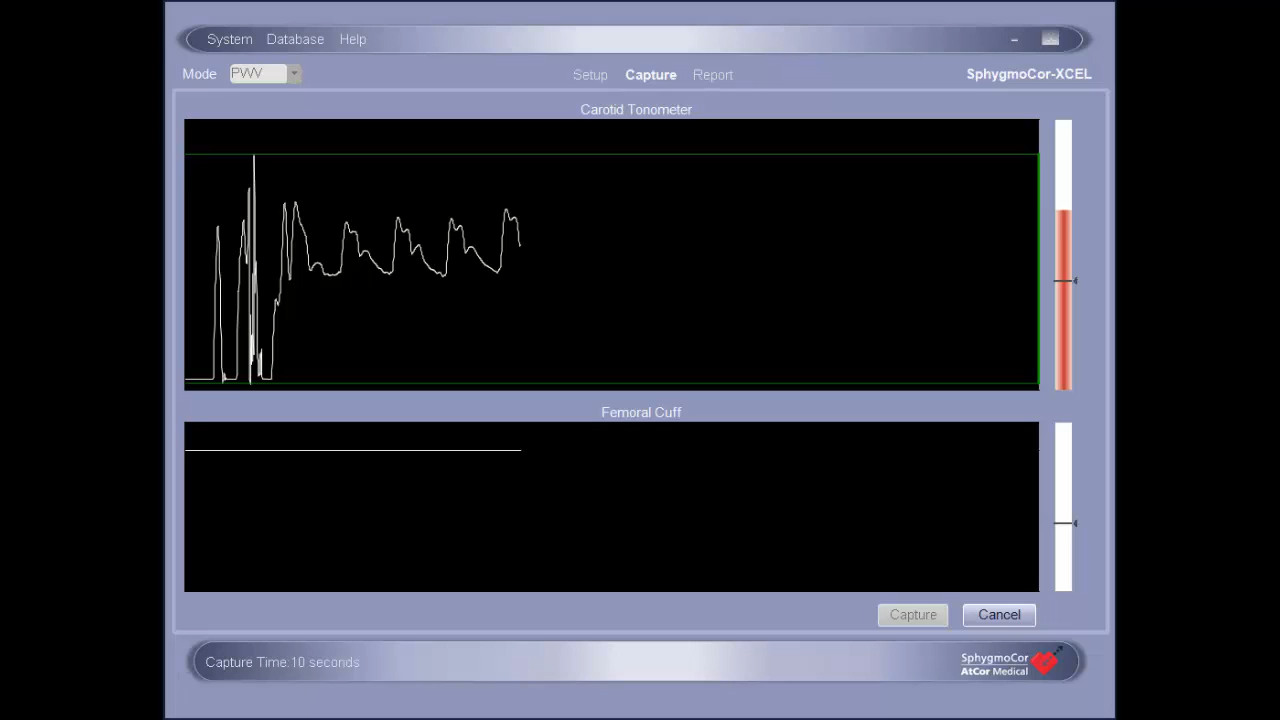 System Database Help
Mode PWV Setup Capture Report SphygmoCor-XCEL
Carotid Tonometer
Femoral Cuff
Capture Cancel
Capture Time:10 seconds
SphygmoCor
AtCor Medical